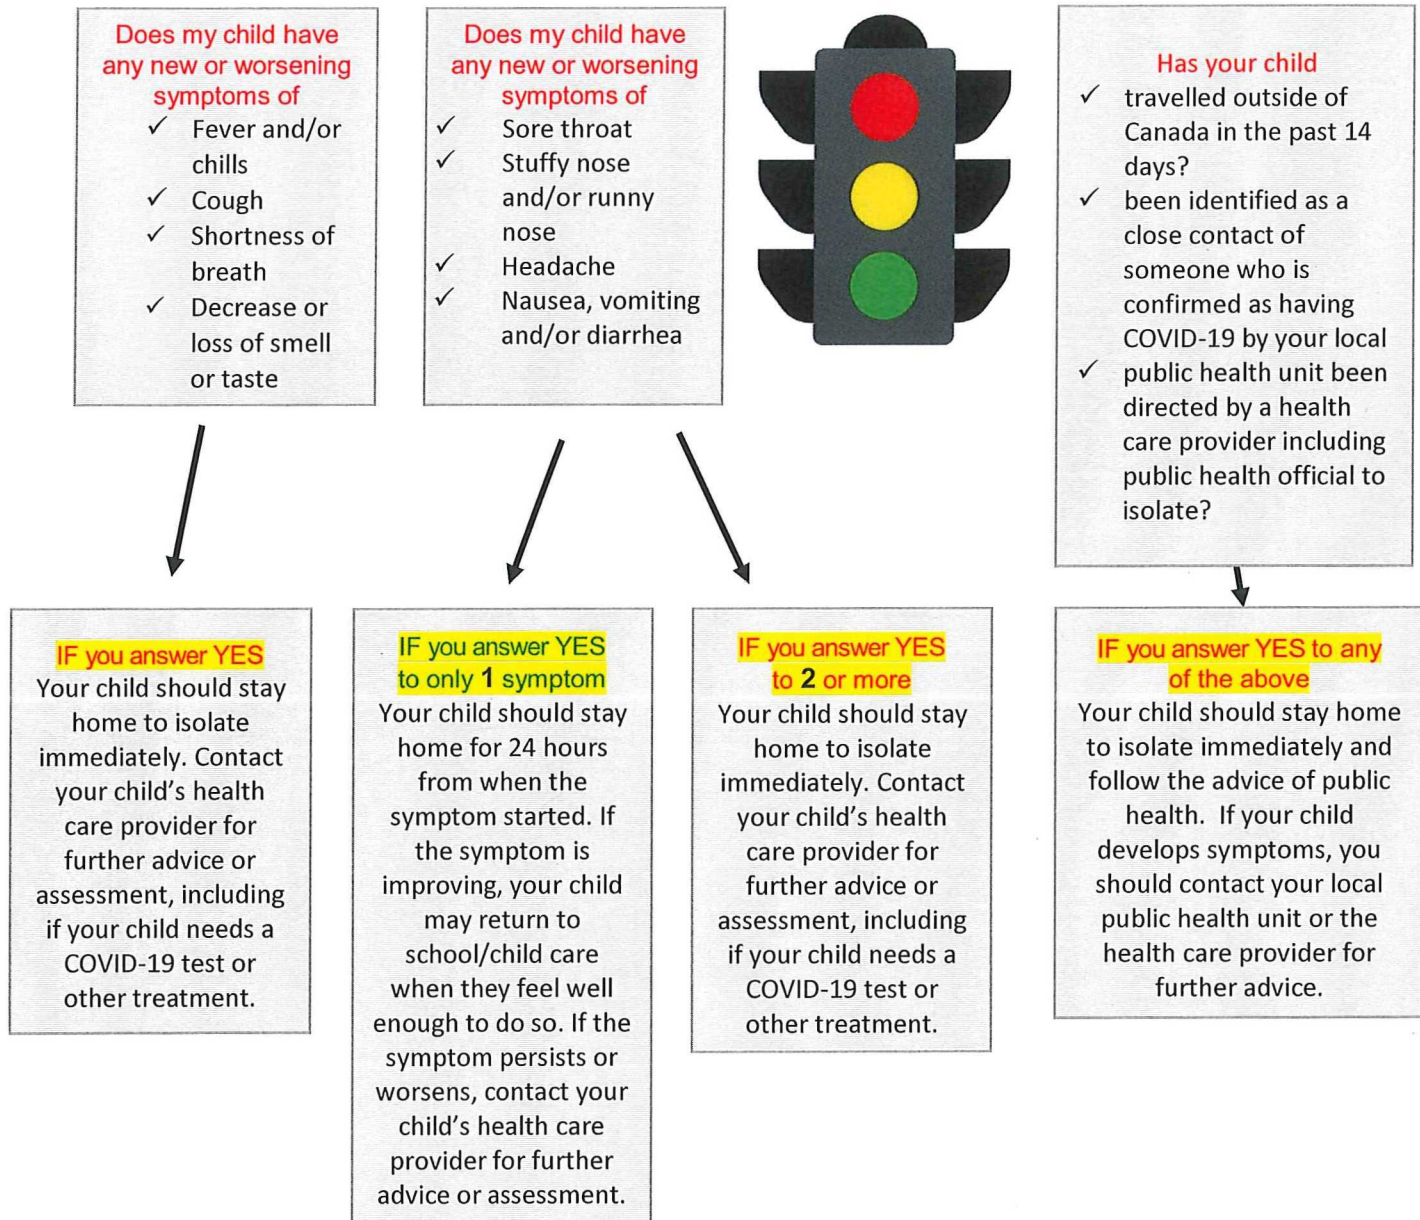 Does my child have
any new or worsening
symptoms of
✓ Fever and/or
chills
✓ Cough
✓ Shortness of
breath
✓ Decrease or
loss of smell
or taste
Does my child have
any new or worsening
symptoms of
✓ Sore throat
✓ Stuffy nose
and/or runny
nose
✓ Headache
✓ Nausea, vomiting
and/or diarrhea
Has your child
✓ travelled outside of
Canada in the past 14
days?
✓ been identified as a
close contact of
someone who is
confirmed as having
COVID-19 by your local
✓ public health unit been
directed by a health
care provider including
public health official to
isolate?
IF you answer YES
Your child should stay
home to isolate
immediately. Contact
your child's health
care provider for
further advice or
assessment, including
if your child needs a
COVID-19 test or
other treatment.
IF you answer YES
to only 1 symptom
Your child should stay
home for 24 hours
from when the
symptom started. If
the symptom is
improving, your child
may return to
school/child care
when they feel well
enough to do so. If the
symptom persists or
worsens, contact your
child's health care
provider for further
advice or assessment.
IF you answer YES
to 2 or more
Your child should stay
home to isolate
immediately. Contact
your child's health
care provider for
further advice or
assessment, including
if your child needs a
COVID-19 test or
other treatment.
IF you answer YES to any
of the above
Your child should stay home
to isolate immediately and
follow the advice of public
health.  If your child
develops symptoms, you
should contact your local
public health unit or the
health care provider for
further advice.